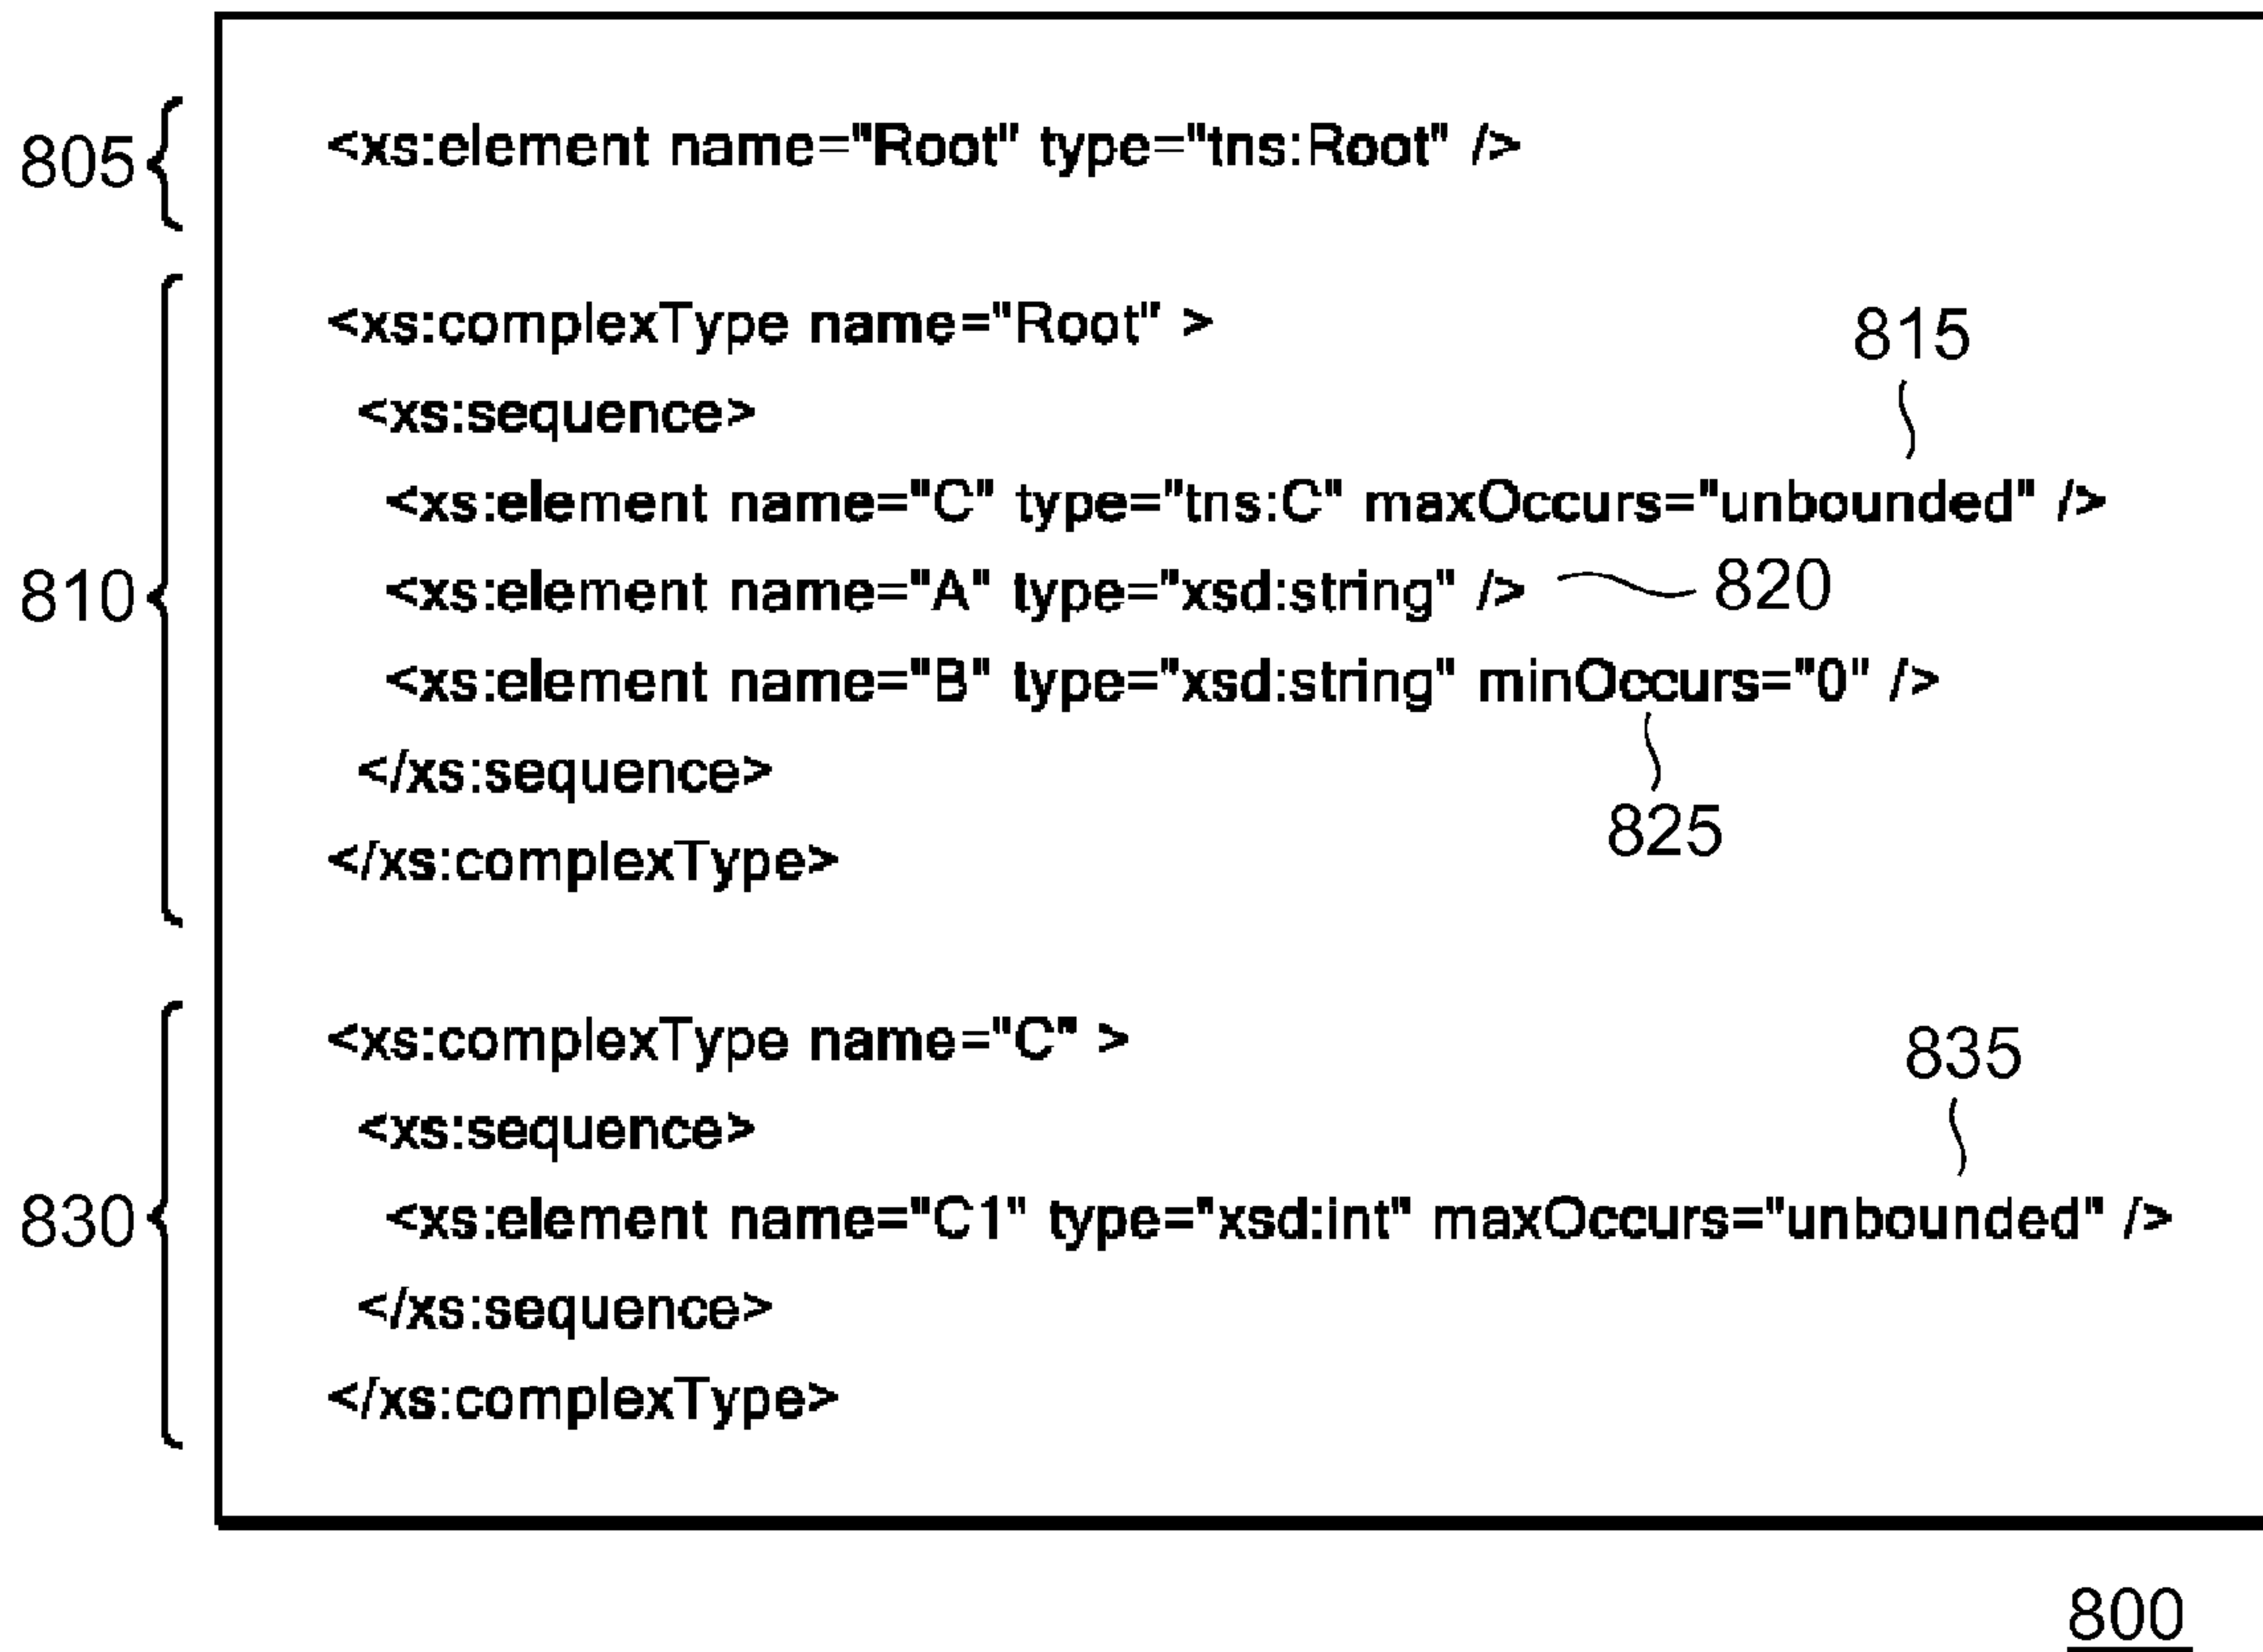 805
<xs:element name="Root" type="tns:Root" />
810
<xs:complexType name="Root" >
815
<xs:sequence>
<xs:element name="C" type="tns:C" maxOccurs="unbounded" />
<xs:element name="A" type="xsd:string" /> 820
<xs:element name="B" type="xsd:string" minOccurs="0" />
</xs:sequence>
825
</xs:complexType>
830
<xs:complexType name="C" >
835
<xs:sequence>
<xs:element name="C1" type="xsd:int" maxOccurs="unbounded" />
</xs:sequence>
</xs:complexType>
800